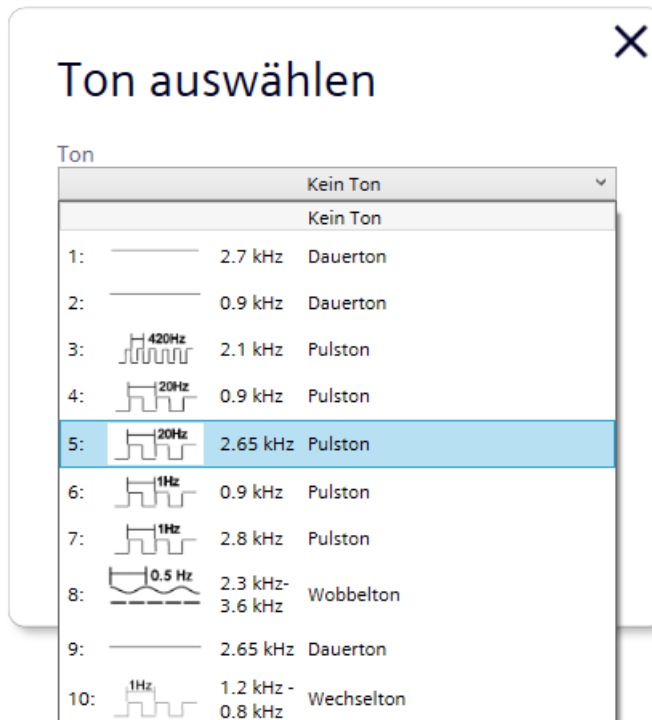 Ton auswählen
Ton
Kein Ton
Kein Ton
1: 2.7 kHz Dauerton
2: 0.9 kHz Dauerton
3: 420Hz 2.1 kHz Pulston
4: 20Hz 0.9 kHz Pulston
5: 20Hz 2.65 kHz Pulston
6: 1Hz 0.9 kHz Pulston
7: 1Hz 2.8 kHz Pulston
8: 0.5 Hz 2.3 kHz-
3.6 kHz Wobbelton
9: 2.65 kHz Dauerton
10: 1Hz 1.2 kHz -
0.8 kHz Wechselton